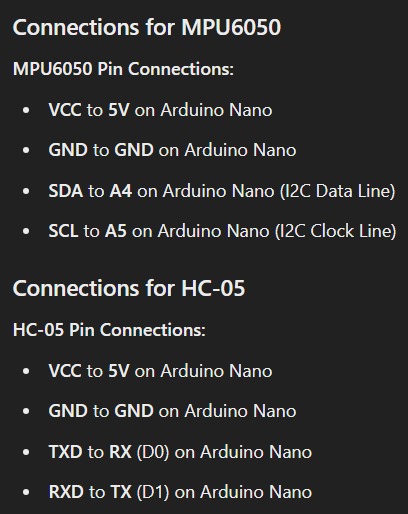 Connections for MPU6050
MPU6050 Pin Connections:
• VCC to 5V on Arduino Nano
• GND to GND on Arduino Nano
• SDA to A4 on Arduino Nano (I2C Data Line)
• SCL to A5 on Arduino Nano (I2C Clock Line)
Connections for HC-05
HC-05 Pin Connections:
• VCC to 5V on Arduino Nano
• GND to GND on Arduino Nano
• TXD to RX (D0) on Arduino Nano
• RXD to TX (D1) on Arduino Nano